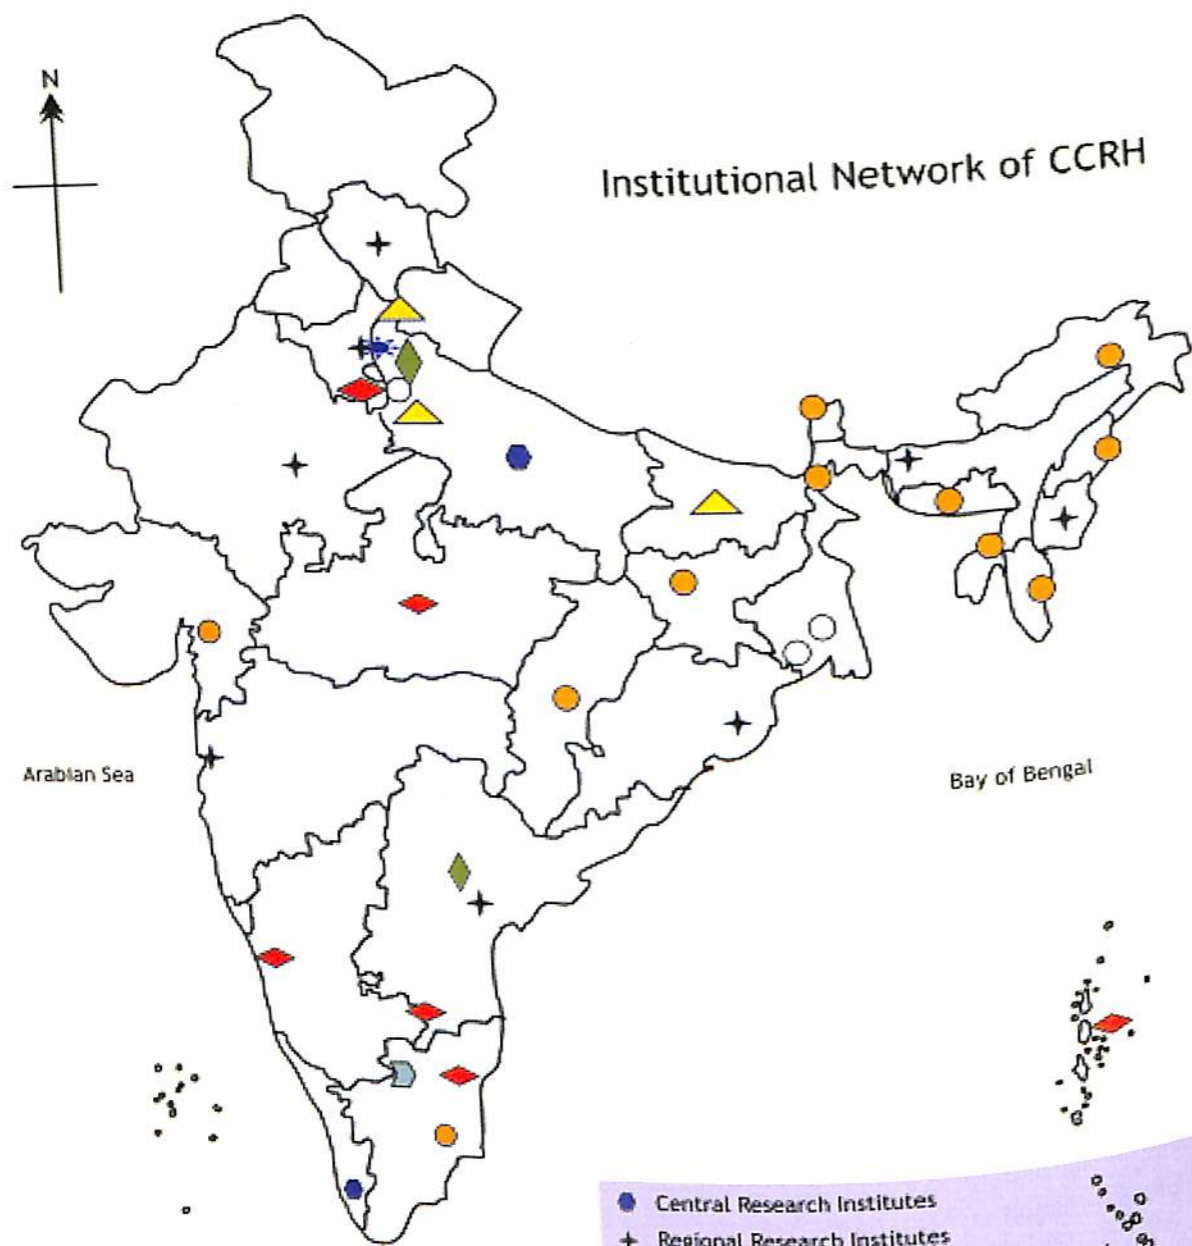 N
Institutional Network of CCRH
Arabian Sea
Bay of Bengal
Central Research Institutes
Regional Research Institutes